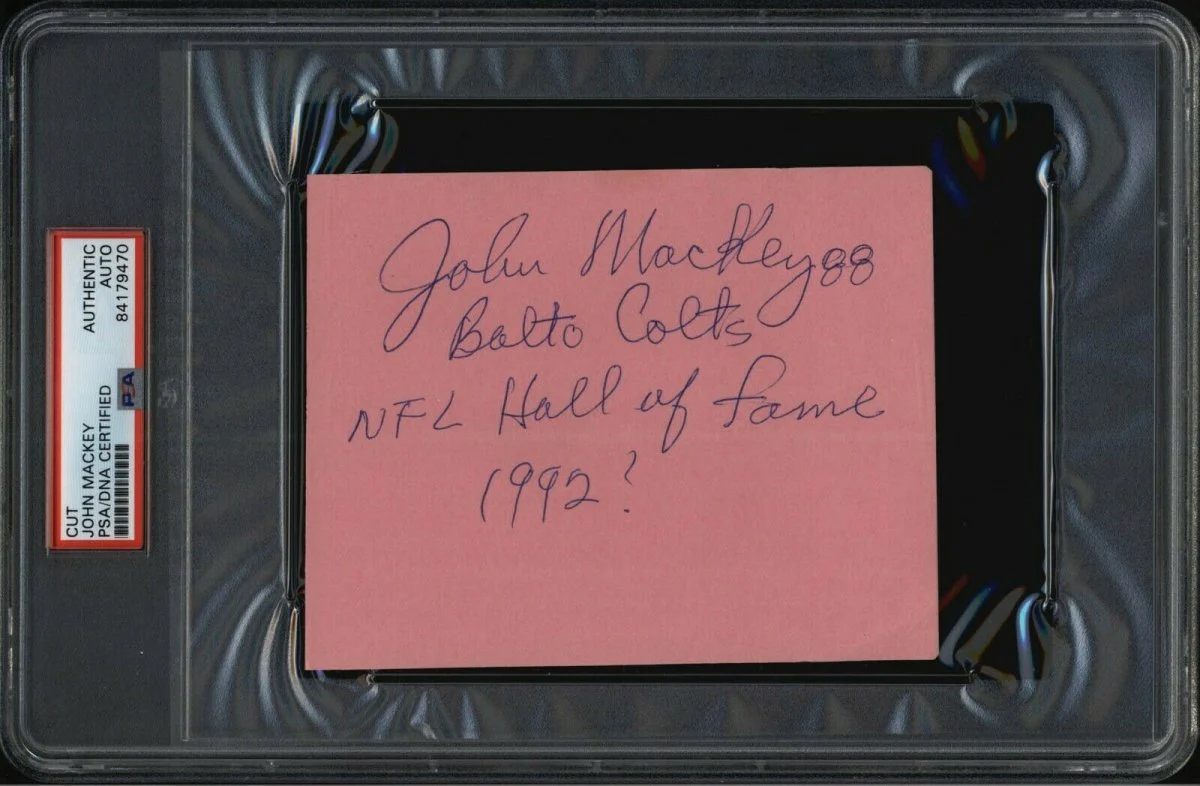 CUT
JOHN MACKEY
PSA/DNA CERTIFIED
AUTHENTIC
AUTO
84179470
PSA
John Mackey 88
Balto Colts
NFL Hall of Fame
1992?